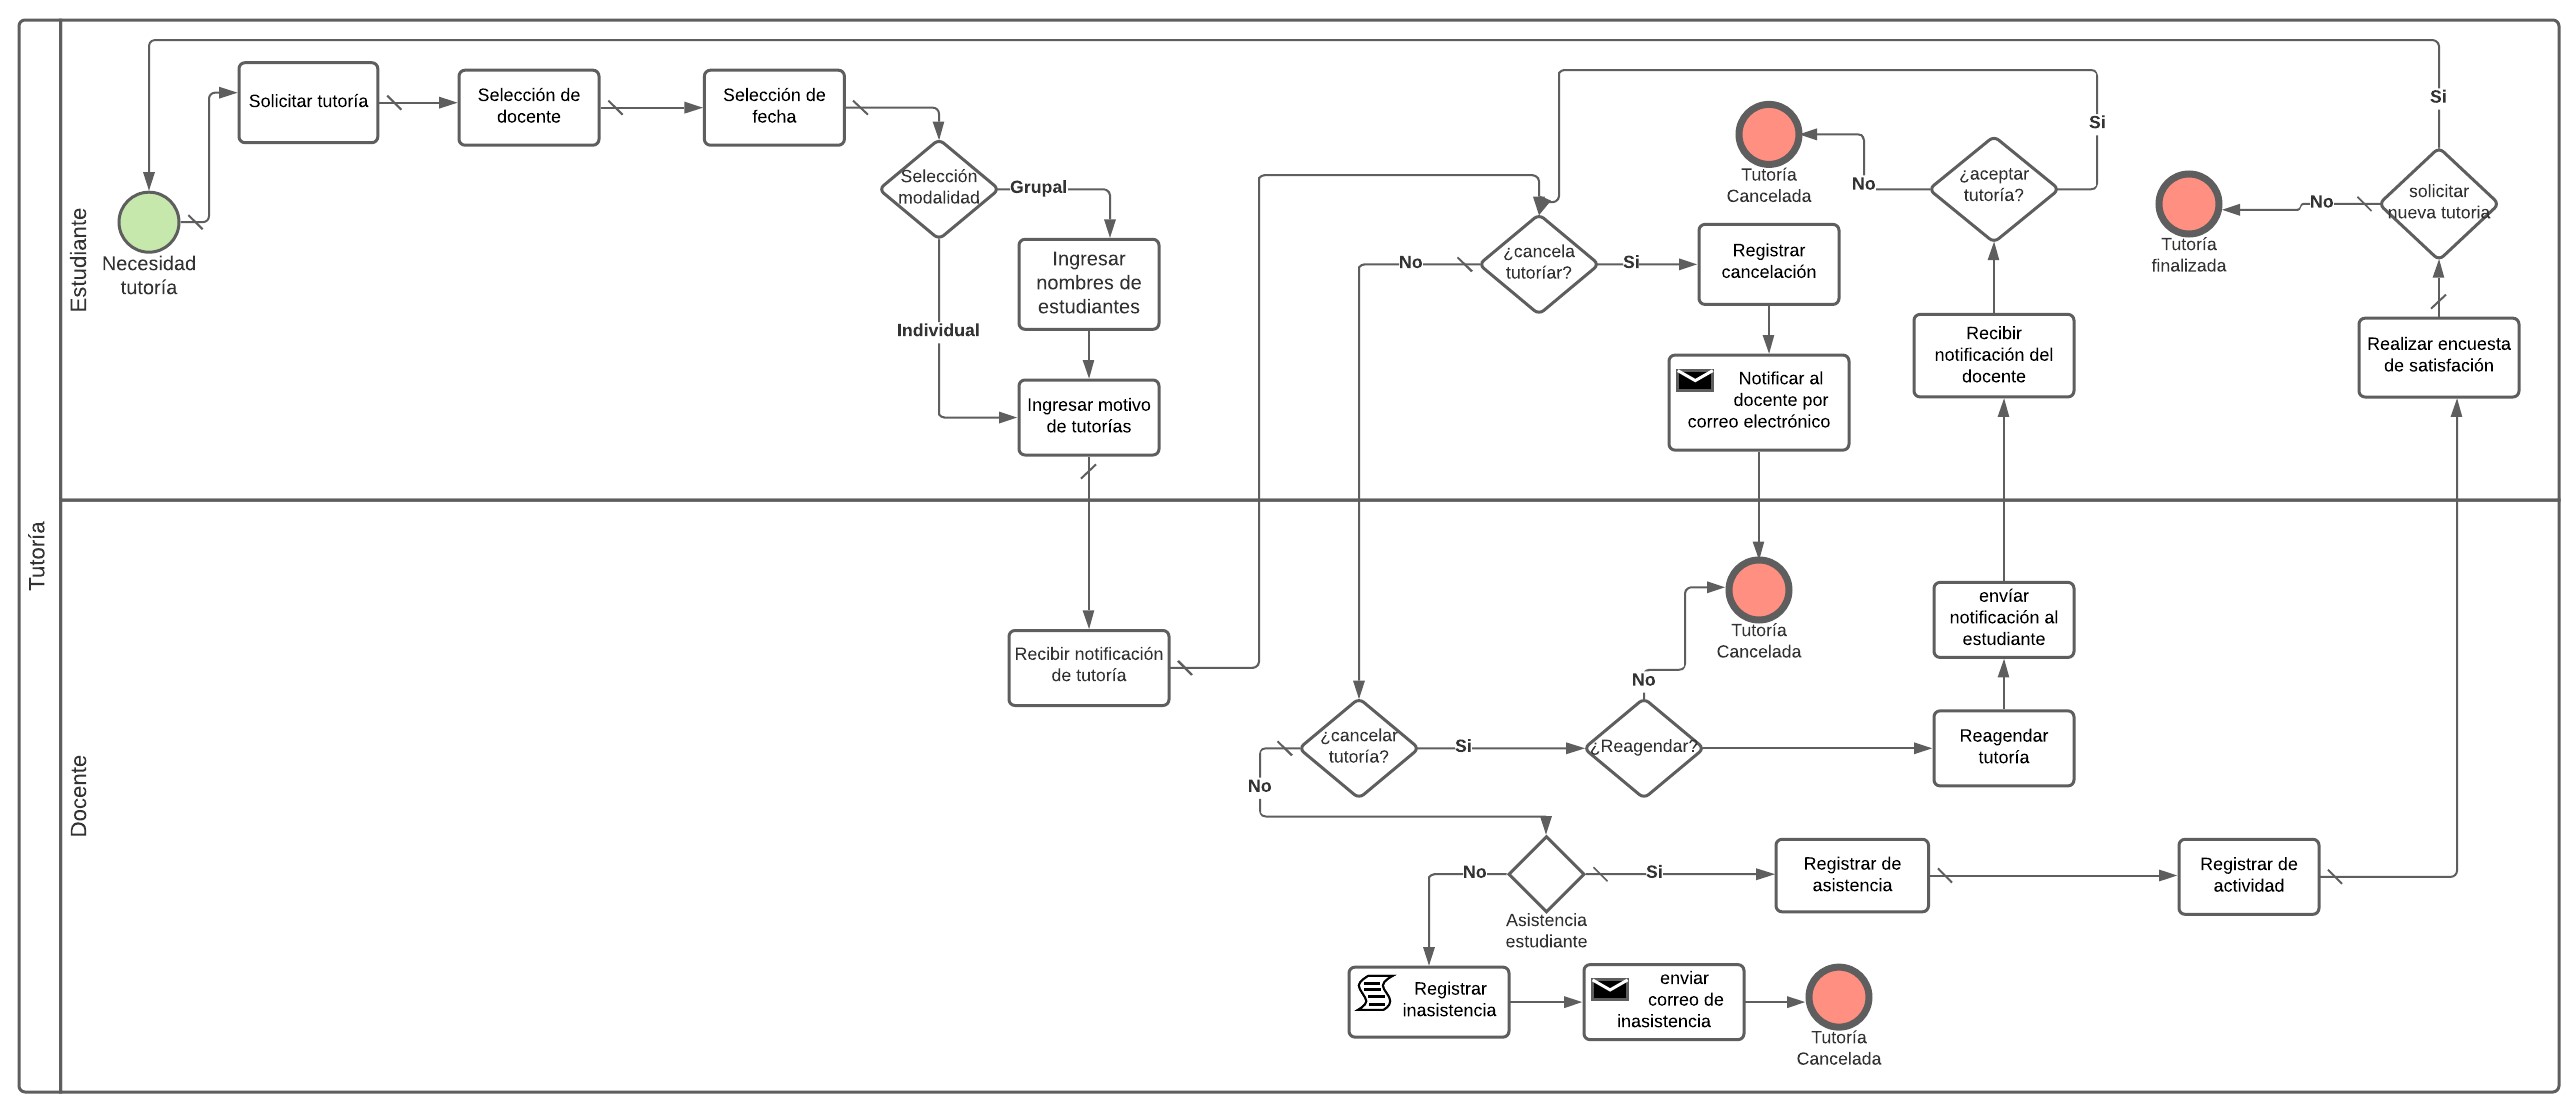 Tutoría
Estudiante
Necesidad
tutoría
Solicitar tutoría
Selección de
docente
Selección de
fecha
Selección
modalidad
Grupal
Individual
Ingresar
nombres de
estudiantes
Ingresar motivo
de tutorías
¿cancela
tutoríar?
No
Si
Registrar
cancelación
Notificar al
docente por
correo electrónico
Tutoría
Cancelada
No
¿aceptar
tutoría?
Si
Recibir
notificación del
docente
Tutoría
finalizada
No
solicitar
nueva tutoria
Si
Realizar encuesta
de satisfacción
Docente
Recibir notificación
de tutoría
¿cancelar
tutoría?
No
Si
¿Reagendar?
No
Tutoría
Cancelada
Reagendar
tutoría
envíar
notificación al
estudiante
Asistencia
estudiante
No
Si
Registrar de
asistencia
Registrar de
actividad
Registrar
inasistencia
enviar
correo de
inasistencia
Tutoría
Cancelada